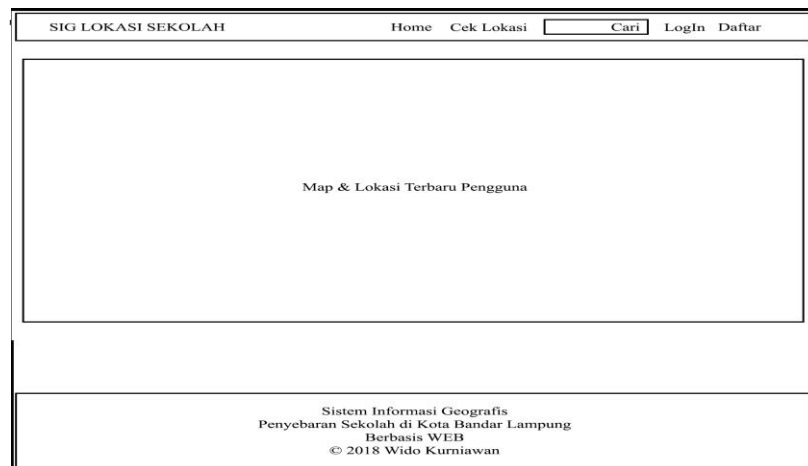 SIG LOKASI SEKOLAH Home Cek Lokasi Cari LogIn Daftar
Map & Lokasi Terbaru Pengguna
Sistem Informasi Geografis
Penyebaran Sekolah di Kota Bandar Lampung
Berbasis WEB
© 2018 Wido Kurniawan